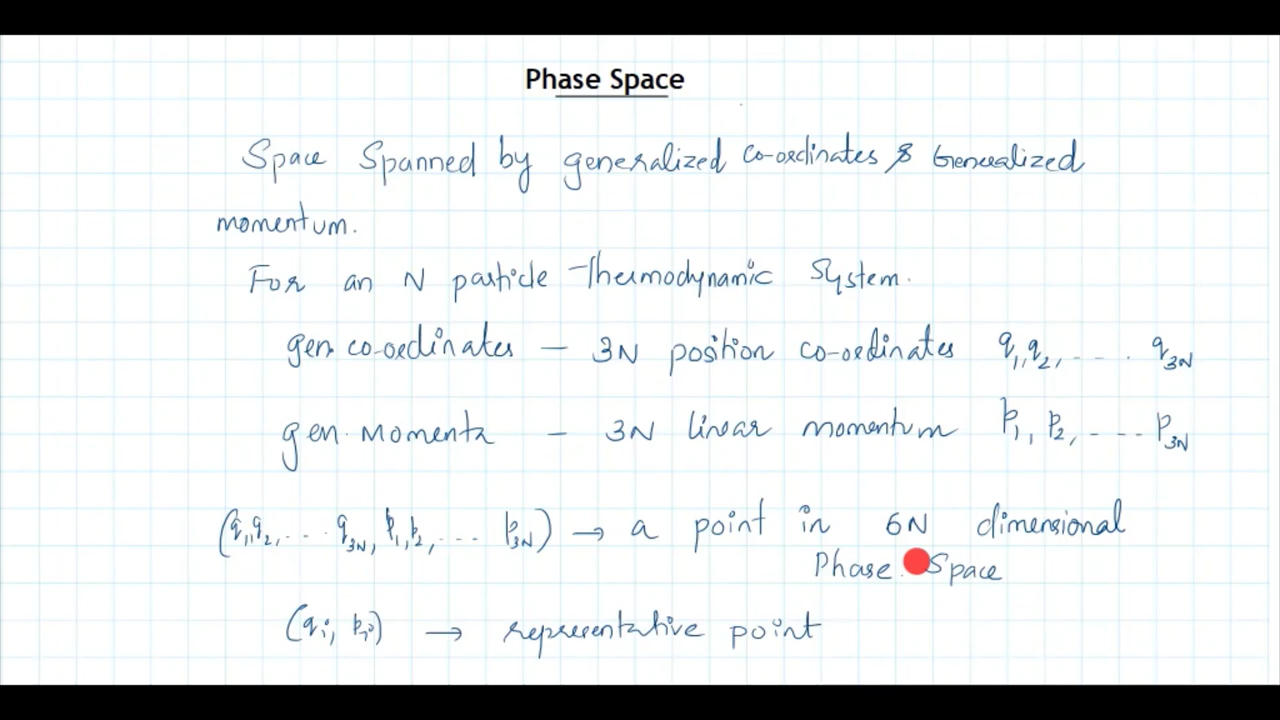 Phase Space
Space Spanned by generalized co-ordinates & Generalized
momentum.
For an N particle Thermodynamic System.
gen. co-ordinates – 3N position co-ordinates q₁, q₂, - - - . q₃N
gen. Momenta – 3N linear momentum p₁, p₂, - - - - p₃N
(q₁, q₂, - - - - q₃N, p₁, p₂, - - - - p₃N) → a point in 6N dimensional
Phase Space
(qᵢ, pᵢ) → representative point